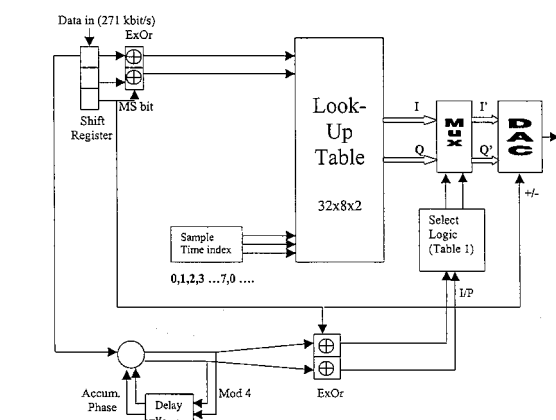 Data in (271 kbit/s)
ExOr
MS bit
Shift
Register
Look-
Up
Table
32x8x2
I
Q
Mux
I'
Q'
DAC
+/-
Sample
Time index
0,1,2,3 ...7,0 ....
Select
Logic
(Table 1)
I/P
ExOr
Mod 4
Accum.
Phase
Delay